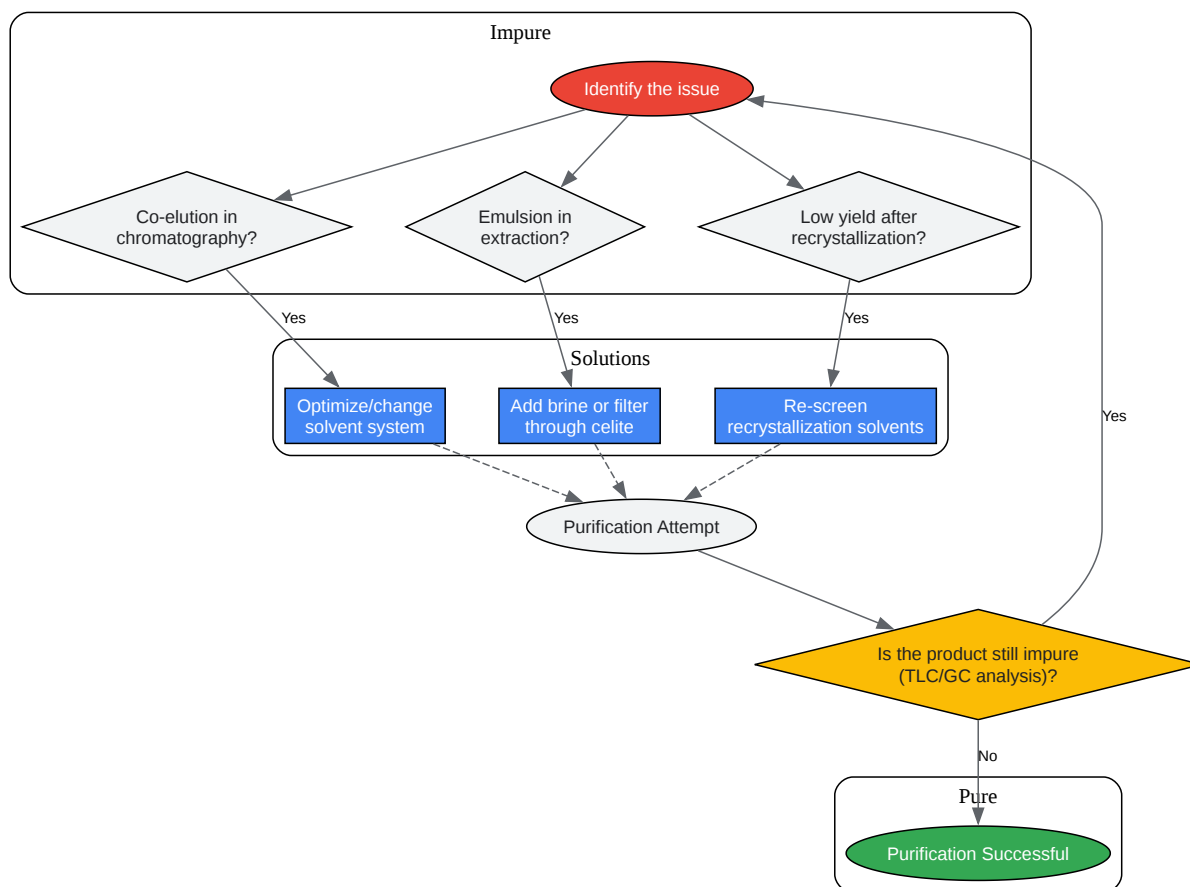 Impure
Identify the issue
Co-elution in
chromatography?
Emulsion in
extraction?
Low yield after
recrystallization?
Yes
Yes
Yes
Solutions
Optimize/change
solvent system
Add brine or filter
through celite
Re-screen
recrystallization solvents
Yes
Purification Attempt
Is the product still impure
(TLC/GC analysis)?
No
Pure
Purification Successful